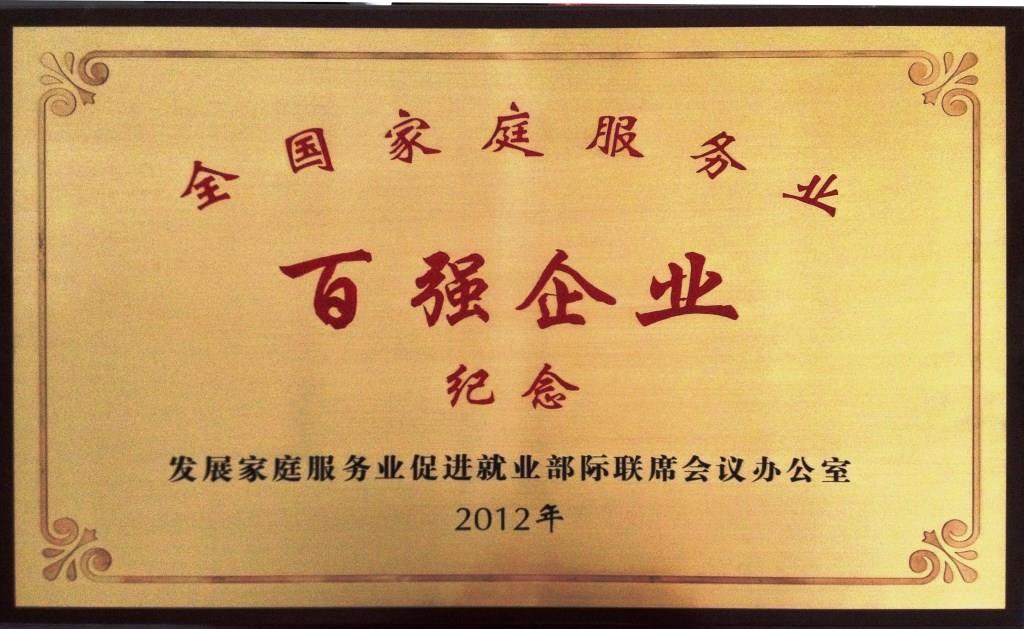 全国家庭服务业
百强企业
纪念
发展家庭服务业促进就业部际联席会议办公室
2012年